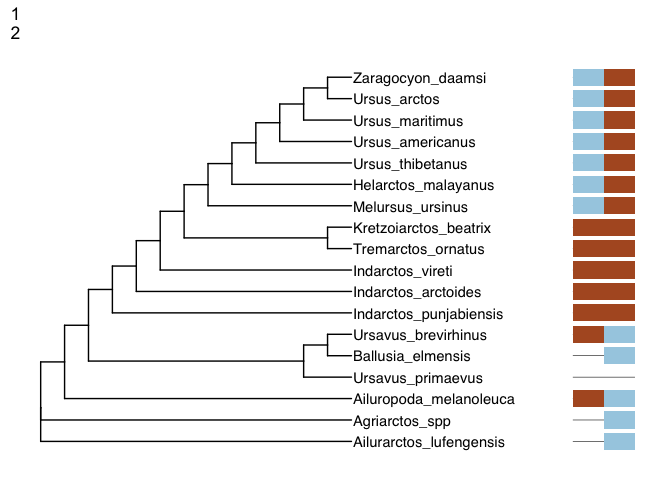 1
2
Zaragocyon_daamsi
Ursus_arctos
Ursus_maritimus
Ursus_americanus
Ursus_thibetanus
Helarctos_malayanus
Melursus_ursinus
Kretzoiarctos_beatrix
Tremarctos_ornatus
Indarctos_vireti
Indarctos_arctoides
Indarctos_punjabiensis
Ursavus_brevirhinus
Ballusia_elmensis
Ursavus_primaevus
Ailuropoda_melanoleuca
Agriarctos_spp
Ailurarctos_lufengensis